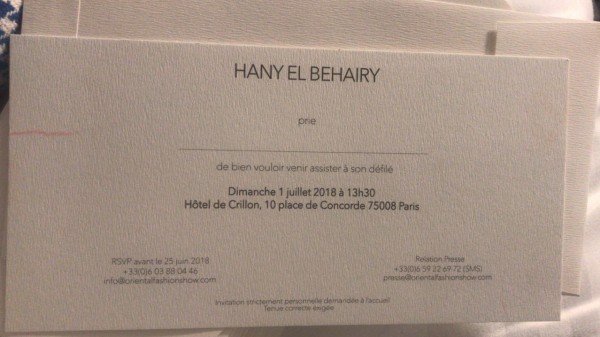 HANY EL BEHAIRY
prie
de bien vouloir venir assister à son défilé
Dimanche 1 juillet 2018 à 13h30
Hôtel de Crillon, 10 place de Concorde 75008 Paris
RSVP avant le 25 juin 2018
+33(0)6 03 88 04 46
info@orientalfashionshow.com
Relation Presse
+33(0)6 59 22 69 72 (SMS)
presse@orientalfashionshow.com
Invitation strictement personnelle demandée à l'accueil
Tenue correcte exigée